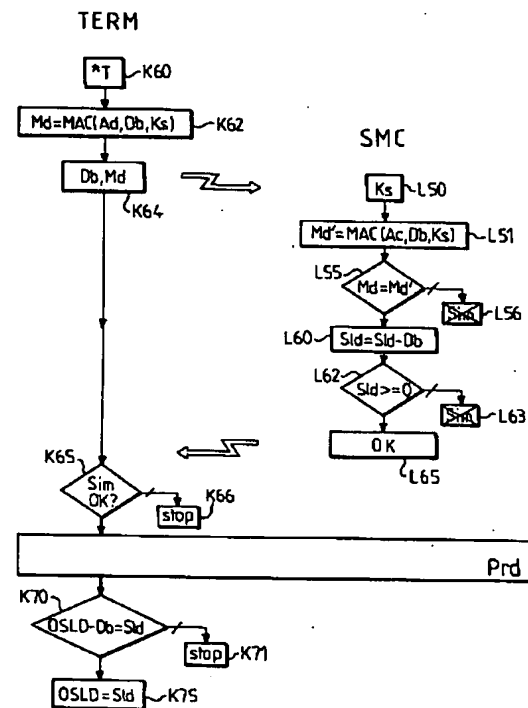 TERM
*T K60
Md=MAC(Ad,Db,Ks) K62
Db,Md
K64
SMC
Ks L50
Md'=MAC(Ac,Db,Ks) L51
L55
Md=Md'
Sim L56
L60 Sld=Sld-Db
L62
Sld>=0
Sim L63
OK
L65
K65
Sim
OK?
K66
stop
Prd
K70
OSLD-Db=Sld
stop K71
OSLD=Sld K75